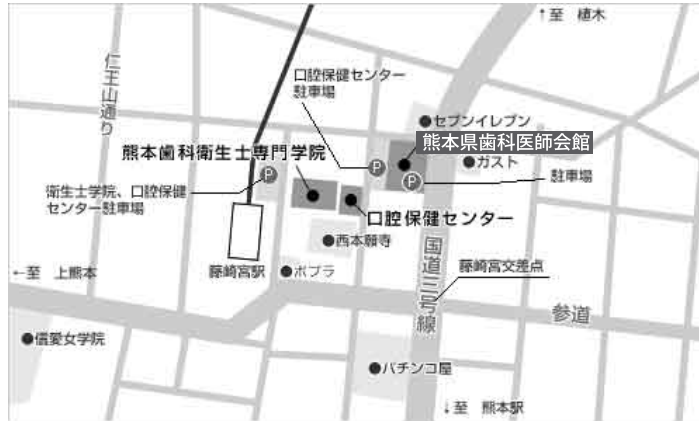 ↑至 植木
仁王山通り
口腔保健センター
駐車場
セブンイレブン
熊本県歯科医師会館
熊本歯科衛生士専門学院
ガスト
P
P
P
駐車場
衛生士学院、口腔保健
センター駐車場
口腔保健センター
西本願寺
国道三号線
藤崎宮駅
ポプラ
藤崎宮交差点
←至 上熊本
参道
信愛女学院
パチンコ屋
↓至 熊本駅